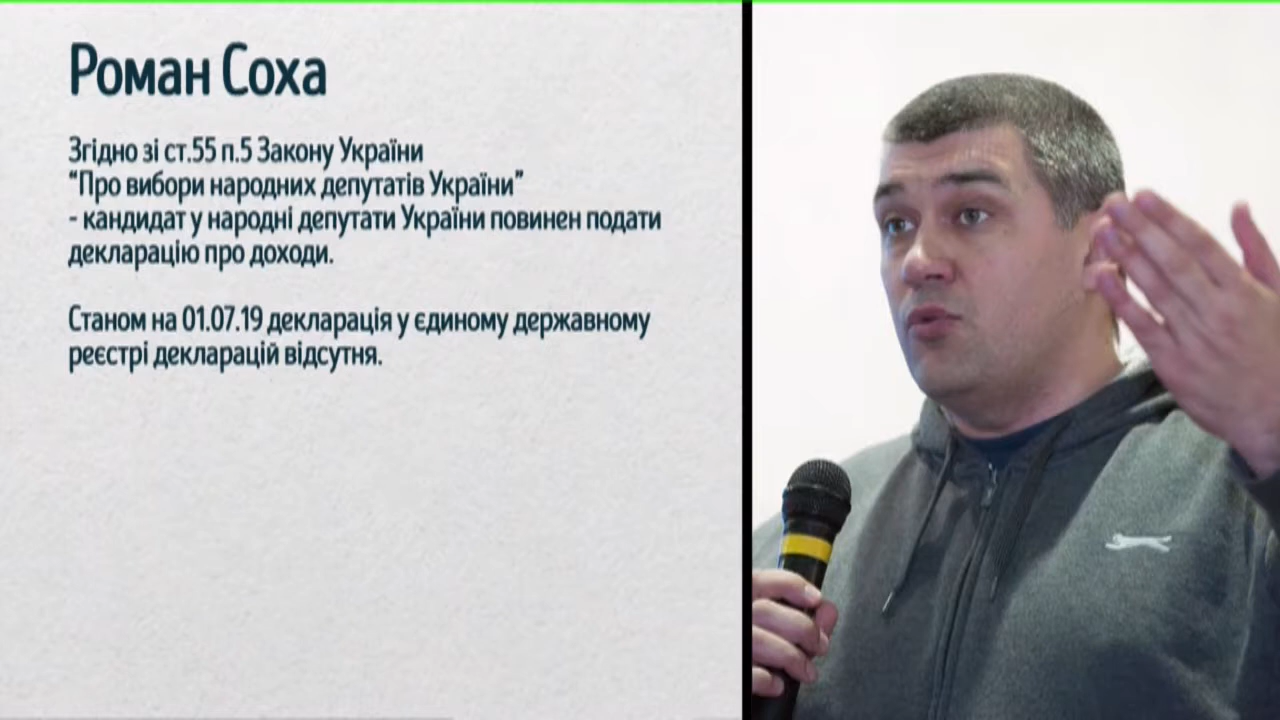 Роман Соха
Згідно зі ст.55 п.5 Закону України
“Про вибори народних депутатів України”
- кандидат у народні депутати України повинен подати
декларацію про доходи.
Станом на 01.07.19 декларація у єдиному державному
реєстрі декларацій відсутня.